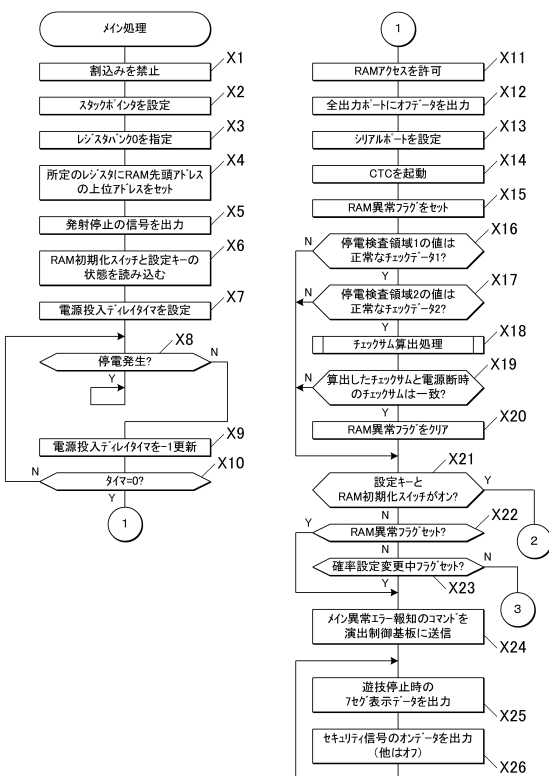 メイン処理
割込みを禁止
X1
スタックポインタを設定
X2
レジスタバンク0を指定
X3
所定のレジスタにRAM先頭アドレス
の上位アドレスをセット
X4
発射停止の信号を出力
X5
RAM初期化スイッチと設定キーの
状態を読み込む
X6
電源投入ディレイタイマを設定
X7
停電発生?
X8
N
Y
電源投入ディレイタイマを-1更新
X9
タイマ=0?
X10
N
Y
1
1
RAMアクセスを許可
X11
全出力ポートにオフデータを出力
X12
シリアルポートを設定
X13
CTCを起動
X14
RAM異常フラグをセット
X15
停電検査領域1の値は
正常なチェックデータ1?
X16
N
Y
停電検査領域2の値は
正常なチェックデータ2?
X17
N
Y
チェックサム算出処理
X18
算出したチェックサムと電源断時
のチェックサムは一致?
X19
N
Y
RAM異常フラグをクリア
X20
設定キーと
RAM初期化スイッチがオン?
X21
Y
N
2
RAM異常フラグセット?
X22
Y
N
確率設定変更中フラグセット?
X23
N
Y
3
メイン異常エラー報知のコマンドを
演出制御基板に送信
X24
遊技停止時の
7セグ表示データを出力
X25
セキュリティ信号のオンデータを出力
(他はオフ)
X26